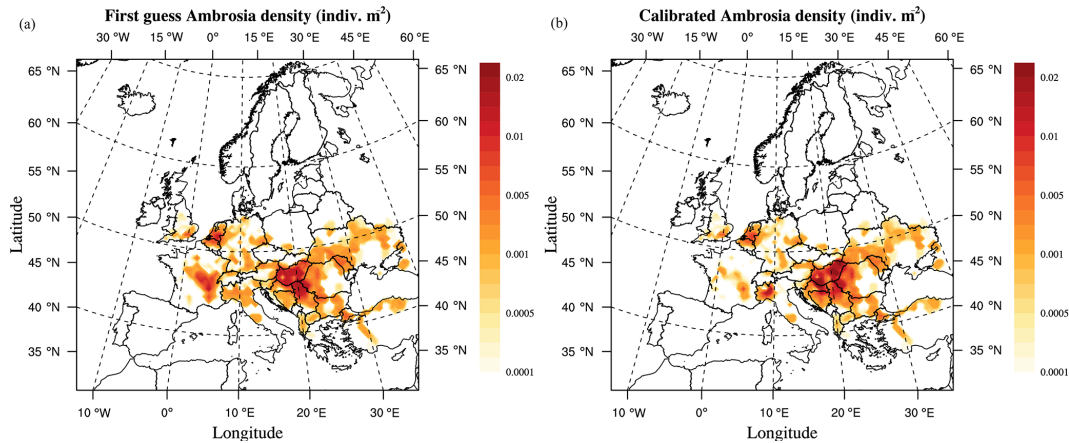 (a)
First guess Ambrosia density (indiv. m2)
30 °W 15 °W 0 °E 15 °E 30 °E 45 °E 60 °E
65 °N
60 °N
55 °N
50 °N
45 °N
40 °N
35 °N
Latitude
65 °N
60 °N
55 °N
50 °N
45 °N
40 °N
35 °N
10 °W 0° 10 °E 20 °E 30 °E
Longitude
0.02
0.01
0.005
0.001
0.0005
0.0001
(b)
Calibrated Ambrosia density (indiv. m2)
30 °W 15 °W 0 °E 15 °E 30 °E 45 °E 60 °E
65 °N
60 °N
55 °N
50 °N
45 °N
40 °N
35 °N
Latitude
65 °N
60 °N
55 °N
50 °N
45 °N
40 °N
35 °N
10 °W 0° 10 °E 20 °E 30 °E
Longitude
0.02
0.01
0.005
0.001
0.0005
0.0001